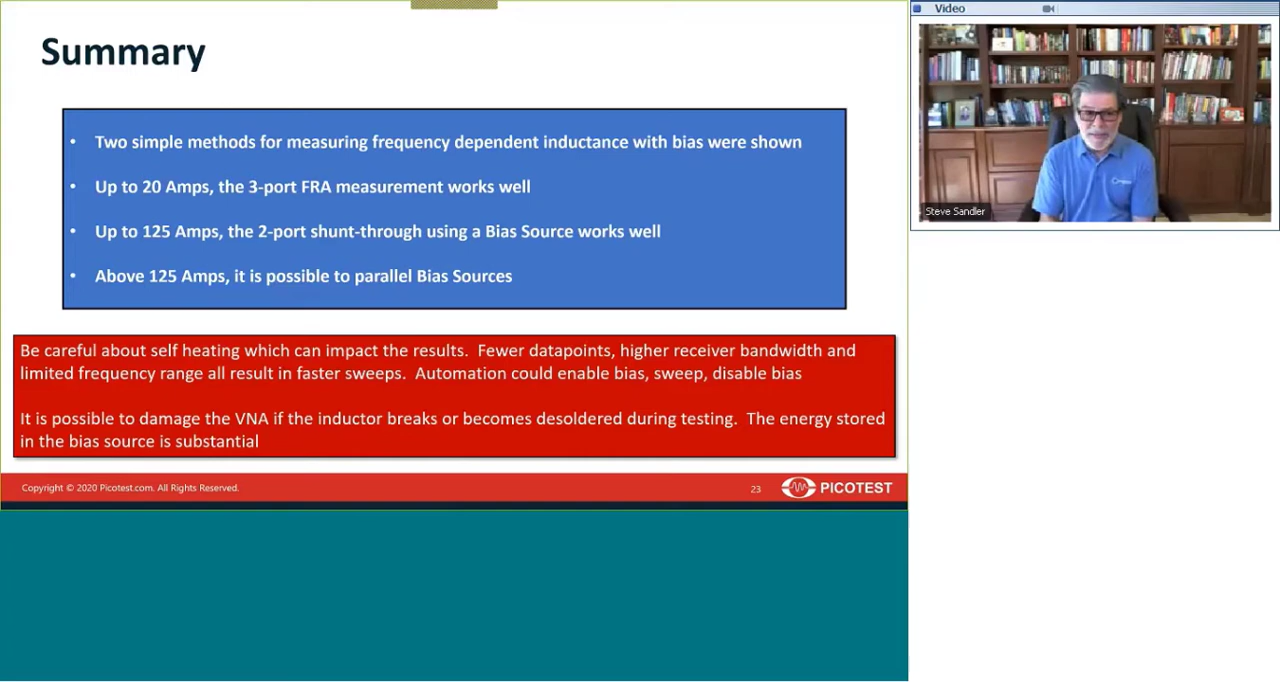 Summary
• Two simple methods for measuring frequency dependent inductance with bias were shown
• Up to 20 Amps, the 3-port FRA measurement works well
• Up to 125 Amps, the 2-port shunt-through using a Bias Source works well
• Above 125 Amps, it is possible to parallel Bias Sources
Be careful about self heating which can impact the results. Fewer datapoints, higher receiver bandwidth and
limited frequency range all result in faster sweeps. Automation could enable bias, sweep, disable bias
It is possible to damage the VNA if the inductor breaks or becomes desoldered during testing. The energy stored
in the bias source is substantial
Copyright © 2020 Picotest.com. All Rights Reserved.
23
PICOTEST
Video
Steve Sandler